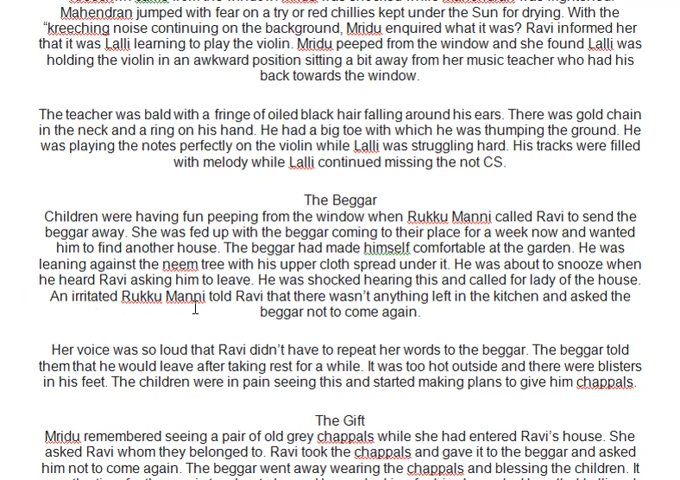 Mahendran jumped with fear on a try or red chillies kept under the Sun for drying. With the
"kreeching noise continuing on the background, Mridu enquired what it was? Ravi informed her
that it was Lalli learning to play the violin. Mridu peeped from the window and she found Lalli was
holding the violin in an awkward position sitting a bit away from her music teacher who had his
back towards the window.
The teacher was bald with a fringe of oiled black hair falling around his ears. There was gold chain
in the neck and a ring on his hand. He had a big toe with which he was thumping the ground. He
was playing the notes perfectly on the violin while Lalli was struggling hard. His tracks were filled
with melody while Lalli continued missing the not CS.
The Beggar
Children were having fun peeping from the window when Rukku Manni called Ravi to send the
beggar away. She was fed up with the beggar coming to their place for a week now and wanted
him to find another house. The beggar had made himself comfortable at the garden. He was
leaning against the neem tree with his upper cloth spread under it. He was about to snooze when
he heard Ravi asking him to leave. He was shocked hearing this and called for lady of the house.
An irritated Rukku Manni told Ravi that there wasn't anything left in the kitchen and asked the
beggar not to come again.
Her voice was so loud that Ravi didn't have to repeat her words to the beggar. The beggar told
them that he would leave after taking rest for a while. It was too hot outside and there were blisters
in his feet. The children were in pain seeing this and started making plans to give him chappals.
The Gift
Mridu remembered seeing a pair of old grey chappals while she had entered Ravi's house. She
asked Ravi whom they belonged to. Ravi took the chappals and gave it to the beggar and asked
him not to come again. The beggar went away wearing the chappals and blessing the children. It